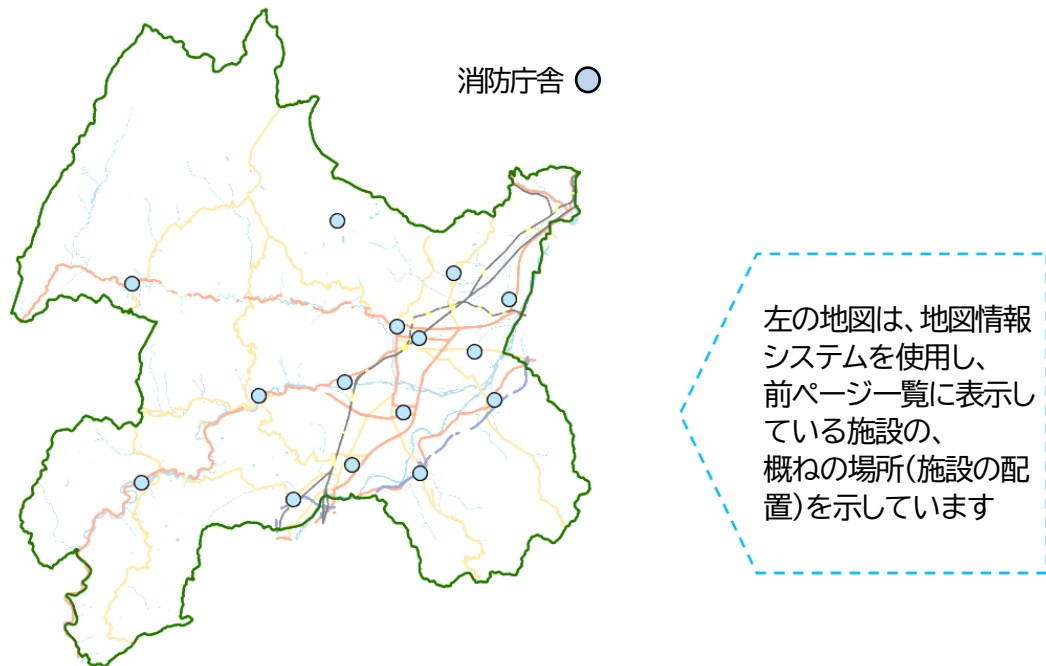 消防庁舎
左の地図は、地図情報
システムを使用し、
前ページ一覧に表示し
ている施設の、
概ねの場所(施設の配
置)を示しています